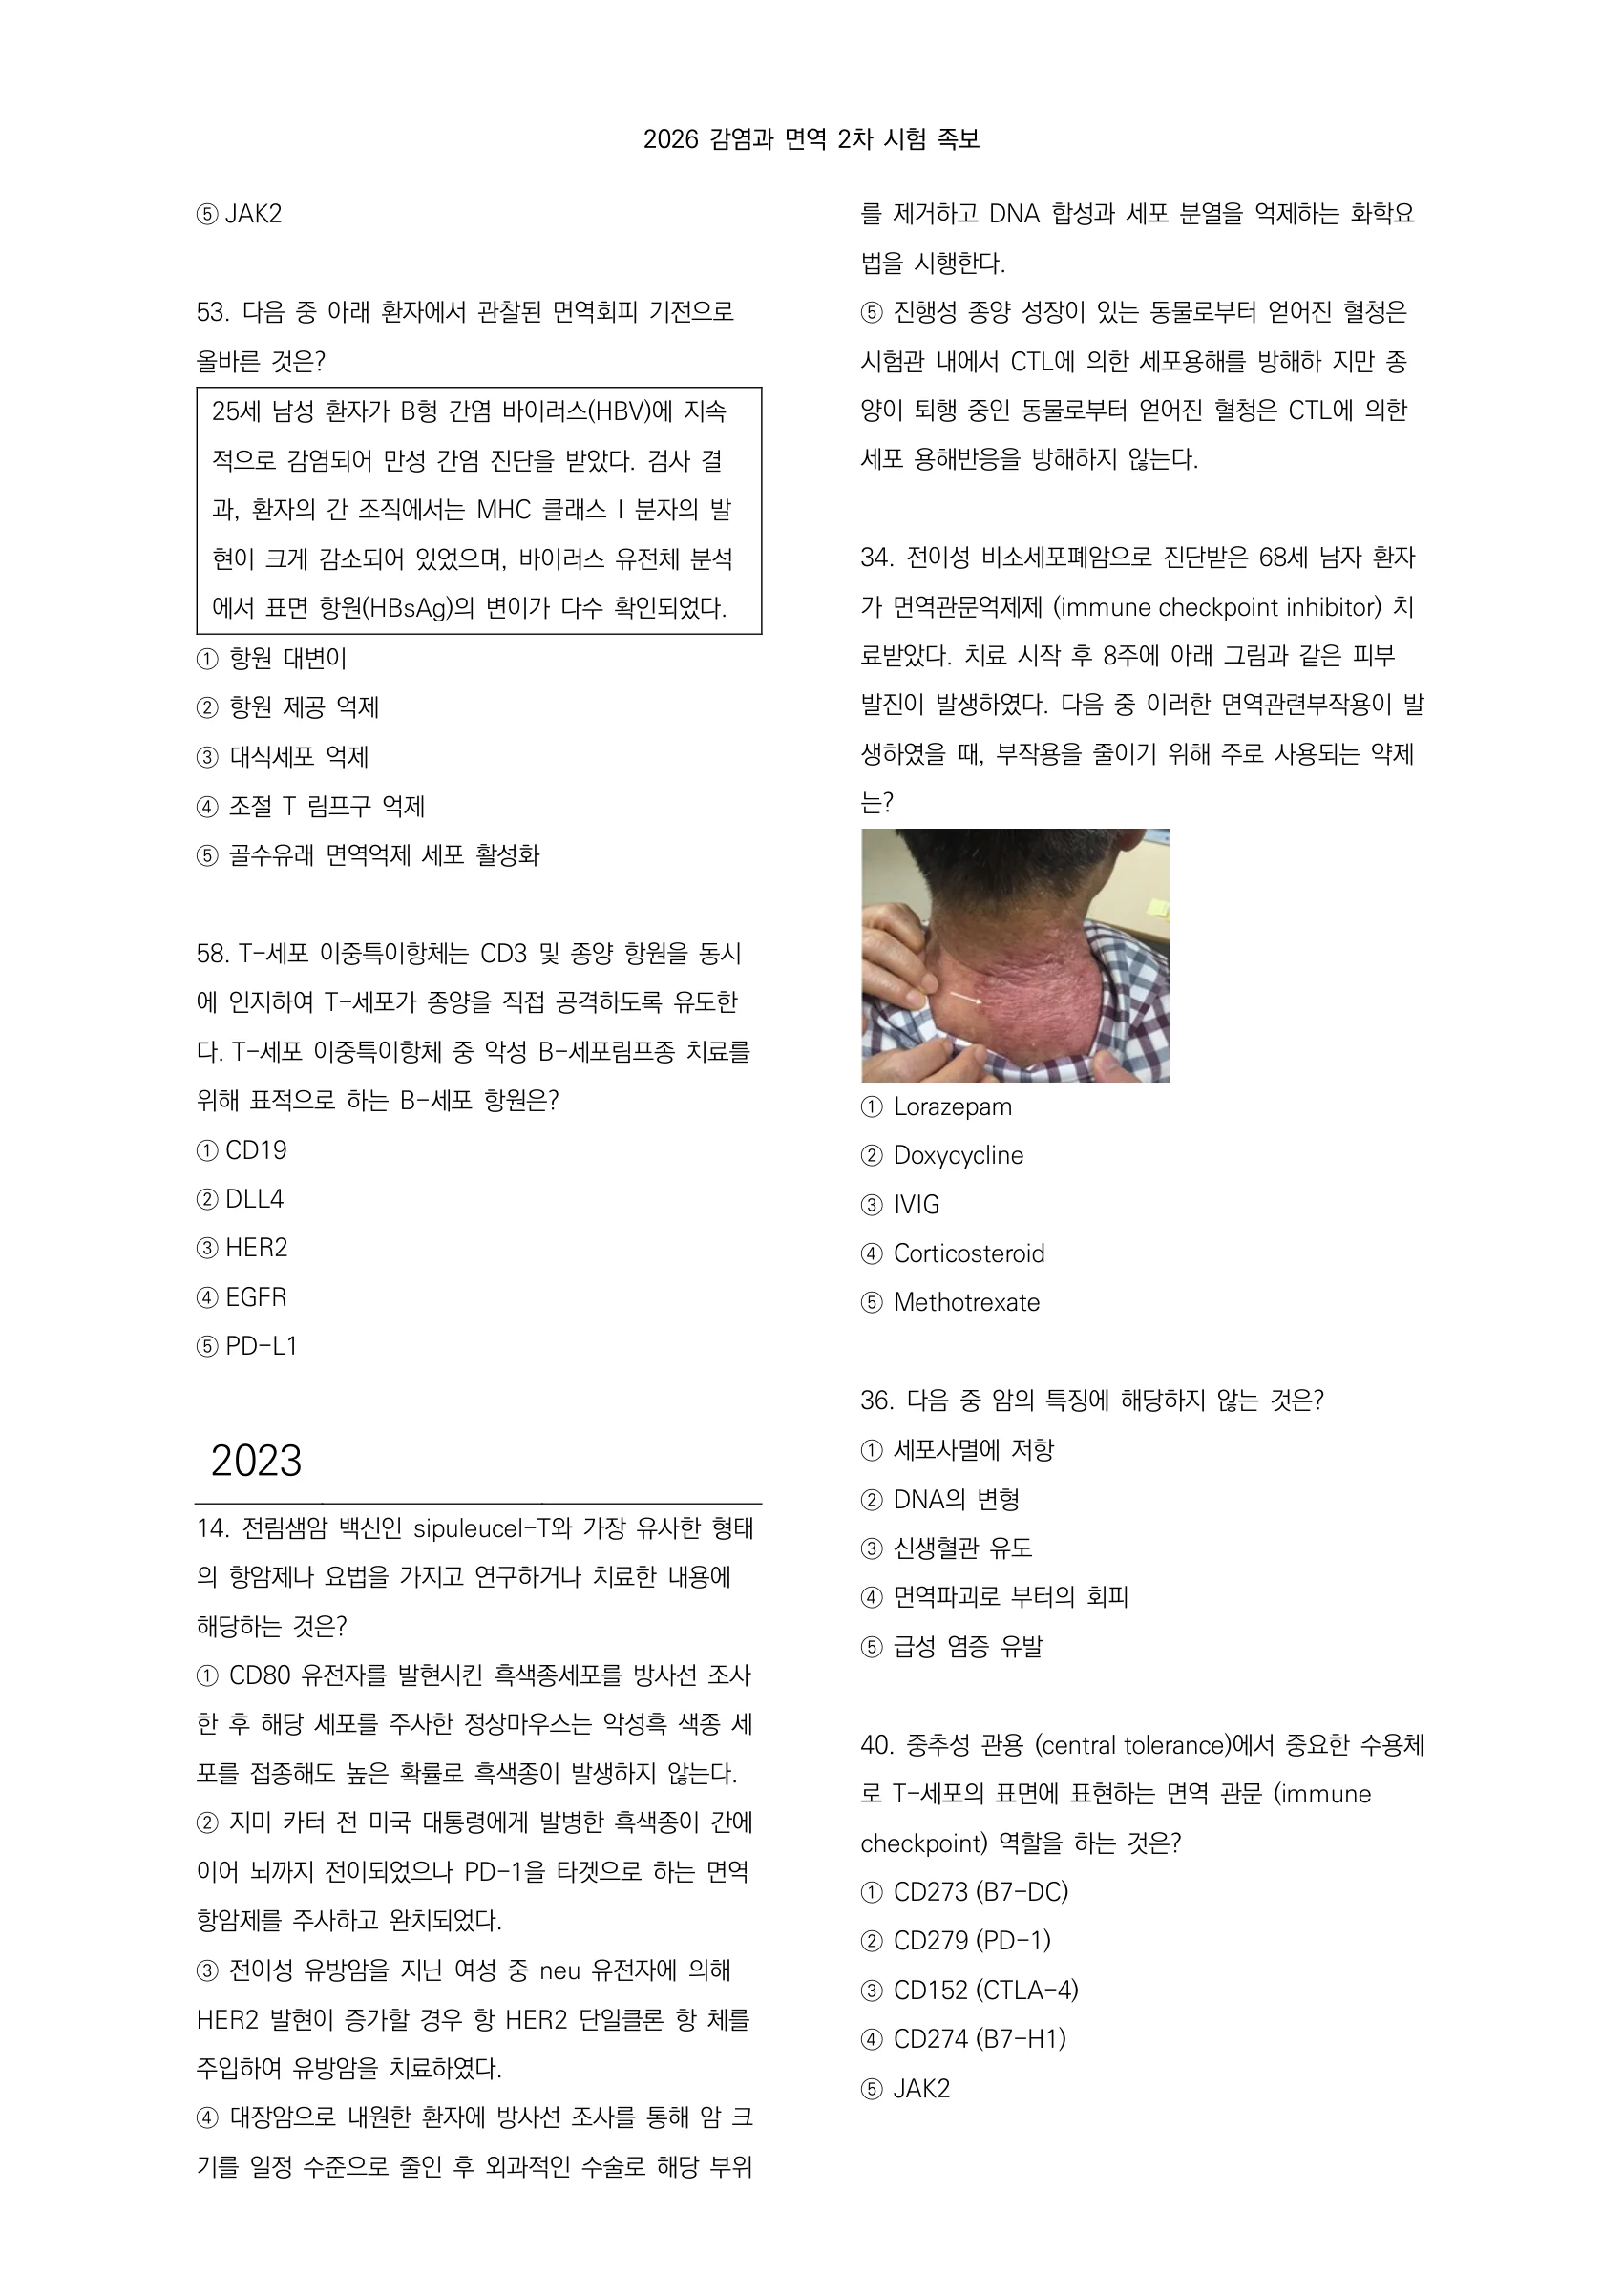 2026 감염과 면역 2차 시험 족보
⑤ JAK2
53. 다음 중 아래 환자에서 관찰된 면역회피 기전으로
올바른 것은?
25세 남성 환자가 B형 간염 바이러스(HBV)에 지속
적으로 감염되어 만성 간염 진단을 받았다. 검사 결
과, 환자의 간 조직에서는 MHC 클래스 I 분자의 발
현이 크게 감소되어 있었으며, 바이러스 유전체 분석
에서 표면 항원(HBsAg)의 변이가 다수 확인되었다.
① 항원 대변이
② 항원 제공 억제
③ 대식세포 억제
④ 조절 T 림프구 억제
⑤ 골수유래 면역억제 세포 활성화
58. T-세포 이중특이항체는 CD3 및 종양 항원을 동시
에 인지하여 T-세포가 종양을 직접 공격하도록 유도한
다. T-세포 이중특이항체 중 악성 B-세포림프종 치료를
위해 표적으로 하는 B-세포 항원은?
① CD19
② DLL4
③ HER2
④ EGFR
⑤ PD-L1
2023
14. 전림샘암 백신인 sipuleucel-T와 가장 유사한 형태
의 항암제나 요법을 가지고 연구하거나 치료한 내용에
해당하는 것은?
① CD80 유전자를 발현시킨 흑색종세포를 방사선 조사
한 후 해당 세포를 주사한 정상마우스는 악성흑 색종 세
포를 접종해도 높은 확률로 흑색종이 발생하지 않는다.
② 지미 카터 전 미국 대통령에게 발병한 흑색종이 간에
이어 뇌까지 전이되었으나 PD-1을 타겟으로 하는 면역
항암제를 주사하고 완치되었다.
③ 전이성 유방암을 지닌 여성 중 neu 유전자에 의해
HER2 발현이 증가할 경우 항 HER2 단일클론 항 체를
주입하여 유방암을 치료하였다.
④ 대장암으로 내원한 환자에 방사선 조사를 통해 암 크
기를 일정 수준으로 줄인 후 외과적인 수술로 해당 부위
를 제거하고 DNA 합성과 세포 분열을 억제하는 화학요
법을 시행한다.
⑤ 진행성 종양 성장이 있는 동물로부터 얻어진 혈청은
시험관 내에서 CTL에 의한 세포용해를 방해하 지만 종
양이 퇴행 중인 동물로부터 얻어진 혈청은 CTL에 의한
세포 용해반응을 방해하지 않는다.
34. 전이성 비소세포폐암으로 진단받은 68세 남자 환자
가 면역관문억제제 (immune checkpoint inhibitor) 치
료받았다. 치료 시작 후 8주에 아래 그림과 같은 피부
발진이 발생하였다. 다음 중 이러한 면역관련부작용이 발
생하였을 때, 부작용을 줄이기 위해 주로 사용되는 약제
는?
① Lorazepam
② Doxycycline
③ IVIG
④ Corticosteroid
⑤ Methotrexate
36. 다음 중 암의 특징에 해당하지 않는 것은?
① 세포사멸에 저항
② DNA의 변형
③ 신생혈관 유도
④ 면역파괴로 부터의 회피
⑤ 급성 염증 유발
40. 중추성 관용 (central tolerance)에서 중요한 수용체
로 T-세포의 표면에 표현하는 면역 관문 (immune
checkpoint) 역할을 하는 것은?
① CD273 (B7-DC)
② CD279 (PD-1)
③ CD152 (CTLA-4)
④ CD274 (B7-H1)
⑤ JAK2